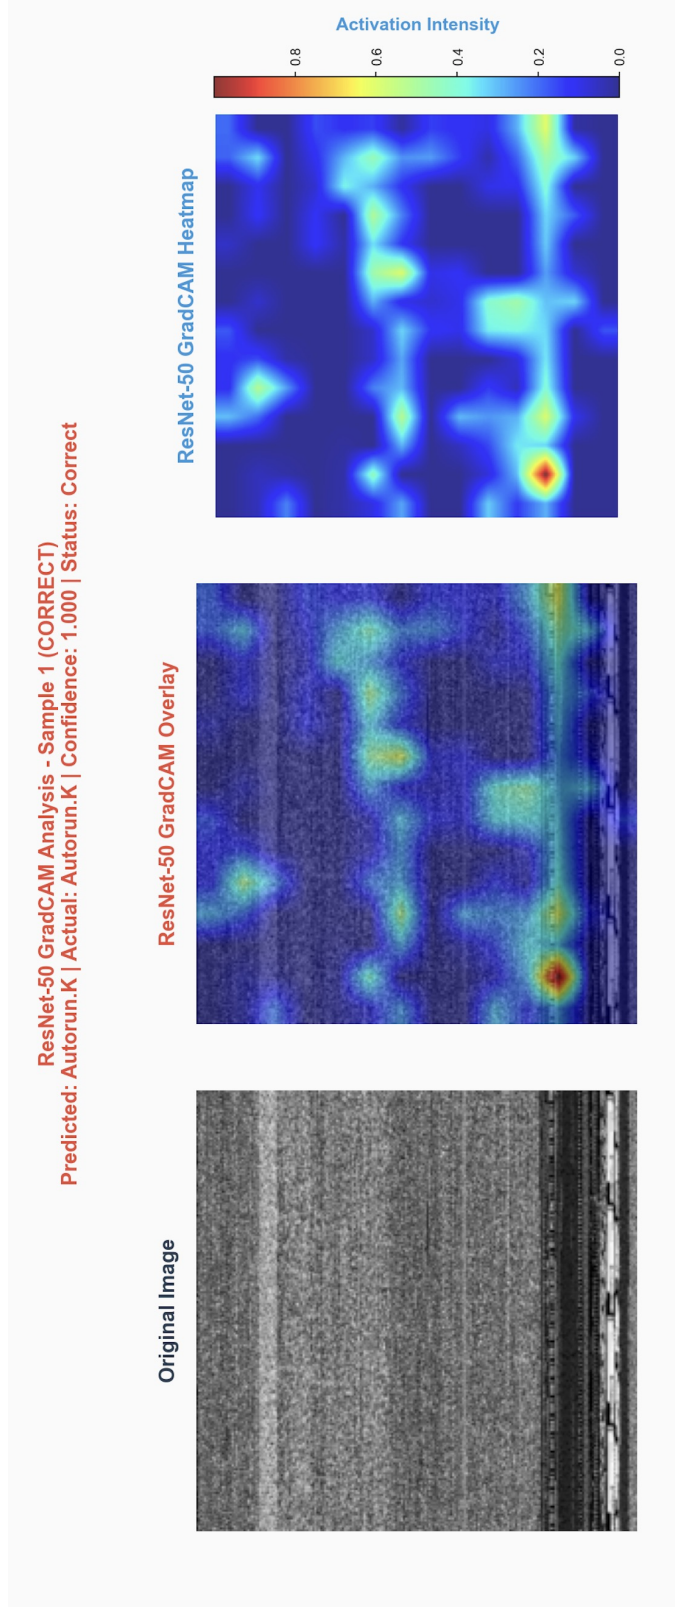 ResNet-50 GradCAM Analysis - Sample 1 (CORRECT)
Predicted: Autorun.K | Actual: Autorun.K | Confidence: 1.000 | Status: Correct
Original Image
ResNet-50 GradCAM Overlay
ResNet-50 GradCAM Heatmap
0.8
0.6
0.4
0.2
0.0
Activation Intensity